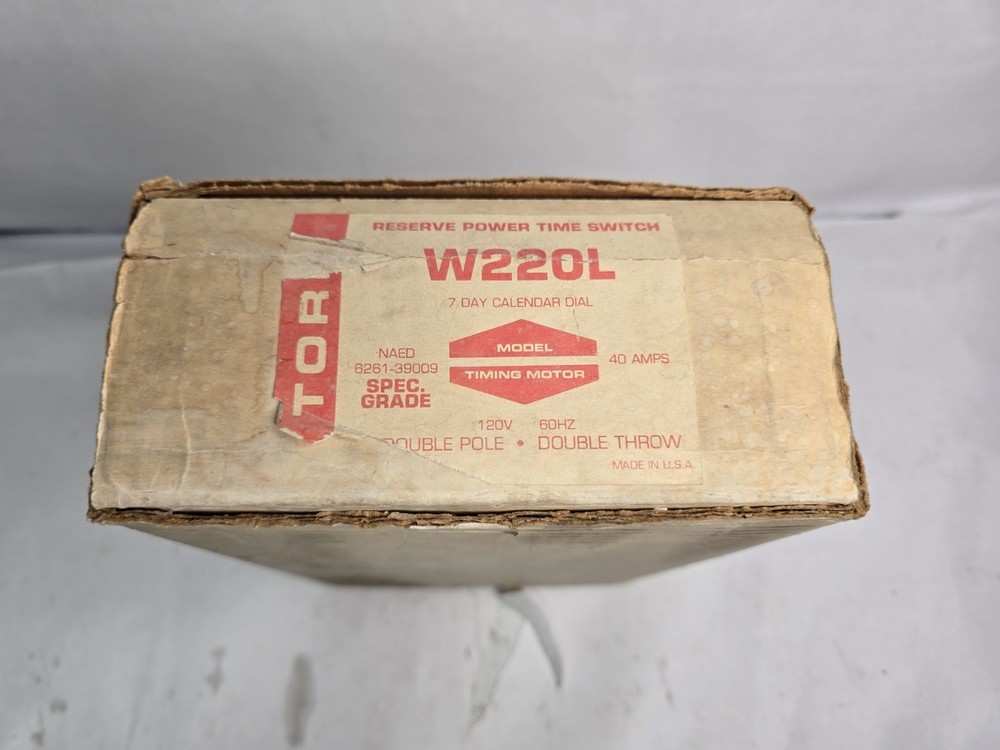 RESERVE POWER TIME SWITCH
W220L
7 DAY CALENDAR DIAL
TOR
MODEL
TIMING MOTOR
NAED
6261-39009
SPEC.
GRADE
40 AMPS
120V 60HZ
OUBLE POLE • DOUBLE THROW
MADE IN U.S.A.